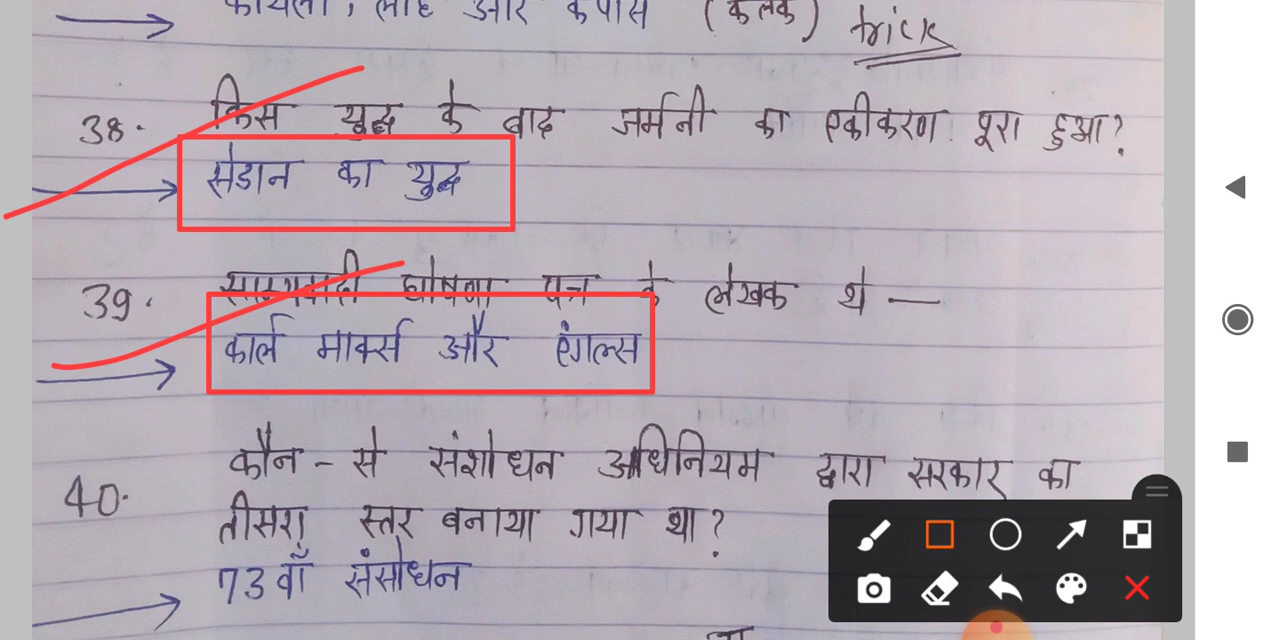 कोयला, लोह और कपास (कलक) trick
38. किस युद्ध के बाद जर्मनी का एकीकरण पूरा हुआ?
सेडान का युद्ध
39. साम्यवादी घोषणा पत्र के लेखक थे —
कार्ल मार्क्स और एंगल्स
40. कौन - से संशोधन अधिनियम द्वारा सरकार का
तीसरा स्तर बनाया गया था?
73वाँ संसोधन